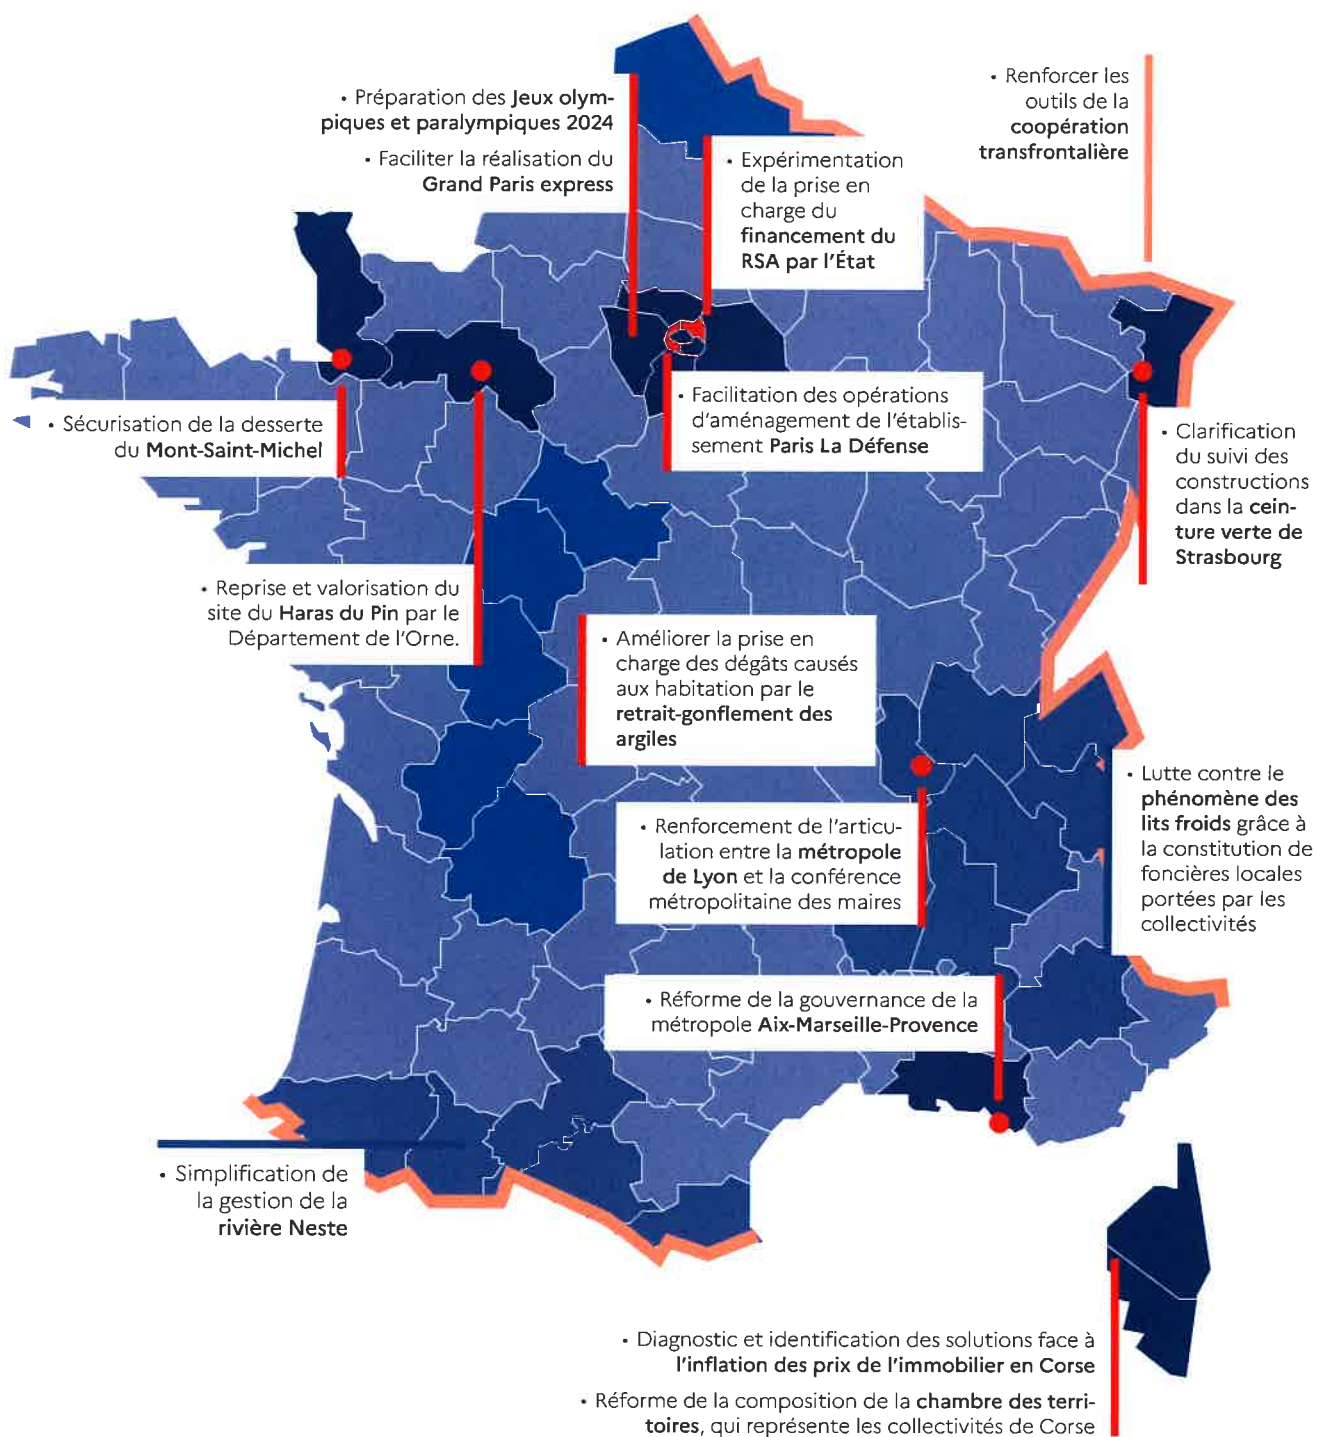 • Préparation des Jeux olym-
piques et paralympiques 2024
• Faciliter la réalisation du
Grand Paris express
• Renforcer les
outils de la
coopération
transfrontalière
• Expérimentation
de la prise en
charge du
financement du
RSA par l'État
• Facilitation des opérations
d'aménagement de l'établis-
sement Paris La Défense
• Sécurisation de la desserte
du Mont-Saint-Michel
• Clarification
du suivi des
constructions
dans la cein-
ture verte de
Strasbourg
• Reprise et valorisation du
site du Haras du Pin par le
Département de l'Orne.
• Améliorer la prise en
charge des dégâts causés
aux habitation par le
retrait-gonflement des
argiles
• Lutte contre le
phénomène des
lits froids grâce à
la constitution de
foncières locales
portées par les
collectivités
• Renforcement de l'articu-
lation entre la métropole
de Lyon et la conférence
métropolitaine des maires
• Réforme de la gouvernance de la
métropole Aix-Marseille-Provence
• Simplification de
la gestion de la
rivière Neste
• Diagnostic et identification des solutions face à
l'inflation des prix de l'immobilier en Corse
• Réforme de la composition de la chambre des terri-
toires, qui représente les collectivités de Corse